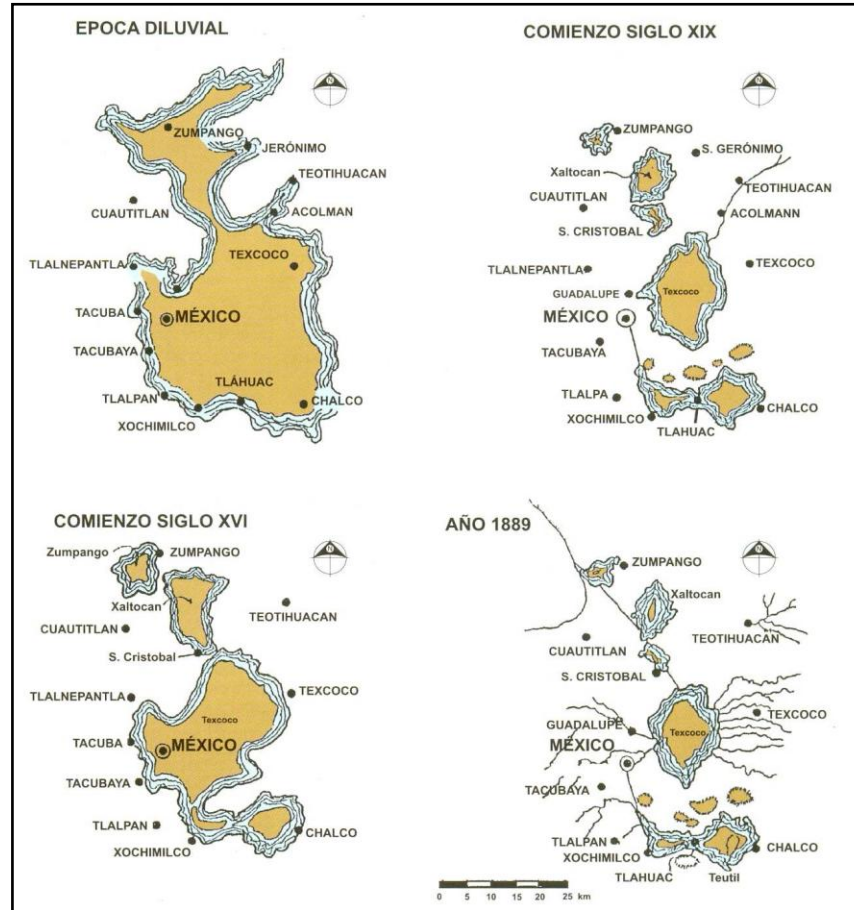 EPOCA DILUVIAL
N
ZUMPANGO
JERÓNIMO
TEOTIHUACAN
CUAUTITLAN
ACOLMAN
TLALNEPANTLA
TEXCOCO
TACUBA
MÉXICO
TACUBAYA
TLÁHUAC
TLALPAN
CHALCO
XOCHIMILCO
COMIENZO SIGLO XIX
N
ZUMPANGO
S. GERÓNIMO
Xaltocan
TEOTIHUACAN
CUAUTITLAN
ACOLMANN
S. CRISTOBAL
TLALNEPANTLA
TEXCOCO
GUADALUPE
Texcoco
MÉXICO
TACUBAYA
TLALPA
XOCHIMILCO
CHALCO
TLAHUAC
COMIENZO SIGLO XVI
N
Zumpango
ZUMPANGO
Xaltocan
TEOTIHUACAN
CUAUTITLAN
S. Cristobal
TLALNEPANTLA
TEXCOCO
Texcoco
TACUBA
MÉXICO
TACUBAYA
TLALPAN
CHALCO
XOCHIMILCO
AÑO 1889
N
ZUMPANGO
Xaltocan
TEOTIHUACAN
CUAUTITLAN
S. CRISTOBAL
GUADALUPE
Texcoco
TEXCOCO
MÉXICO
TACUBAYA
TLALPAN
XOCHIMILCO
CHALCO
TLAHUAC
Teutil
0 5 10 15 20 25 km